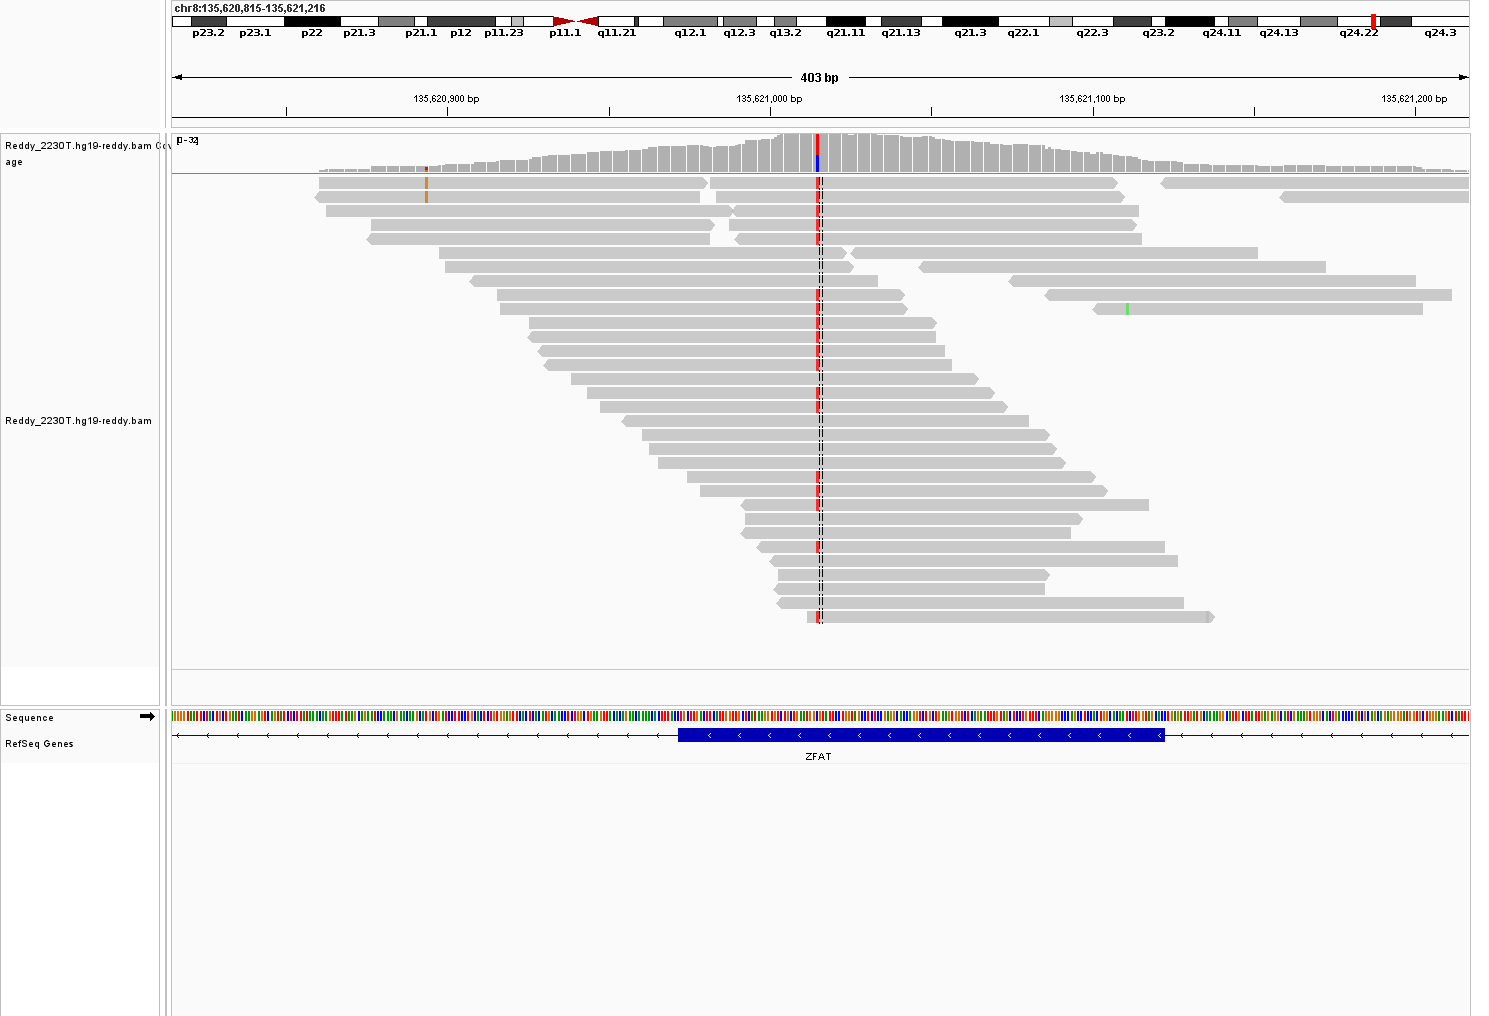 chr8:135,620,815-135,621,216
p23.2 p23.1 p22 p21.3 p21.1 p12 p11.23 p11.1 q11.21 q12.1 q12.3 q13.2 q21.11 q21.13 q21.3 q22.1 q22.3 q23.2 q24.11 q24.13 q24.22 q24.3
403 bp
135,620,900 bp 135,621,000 bp 135,621,100 bp 135,621,200 bp
Reddy_2230T.hg19-reddy.bam Cov
age
[0-32]
Reddy_2230T.hg19-reddy.bam
Sequence
RefSeq Genes
ZFAT